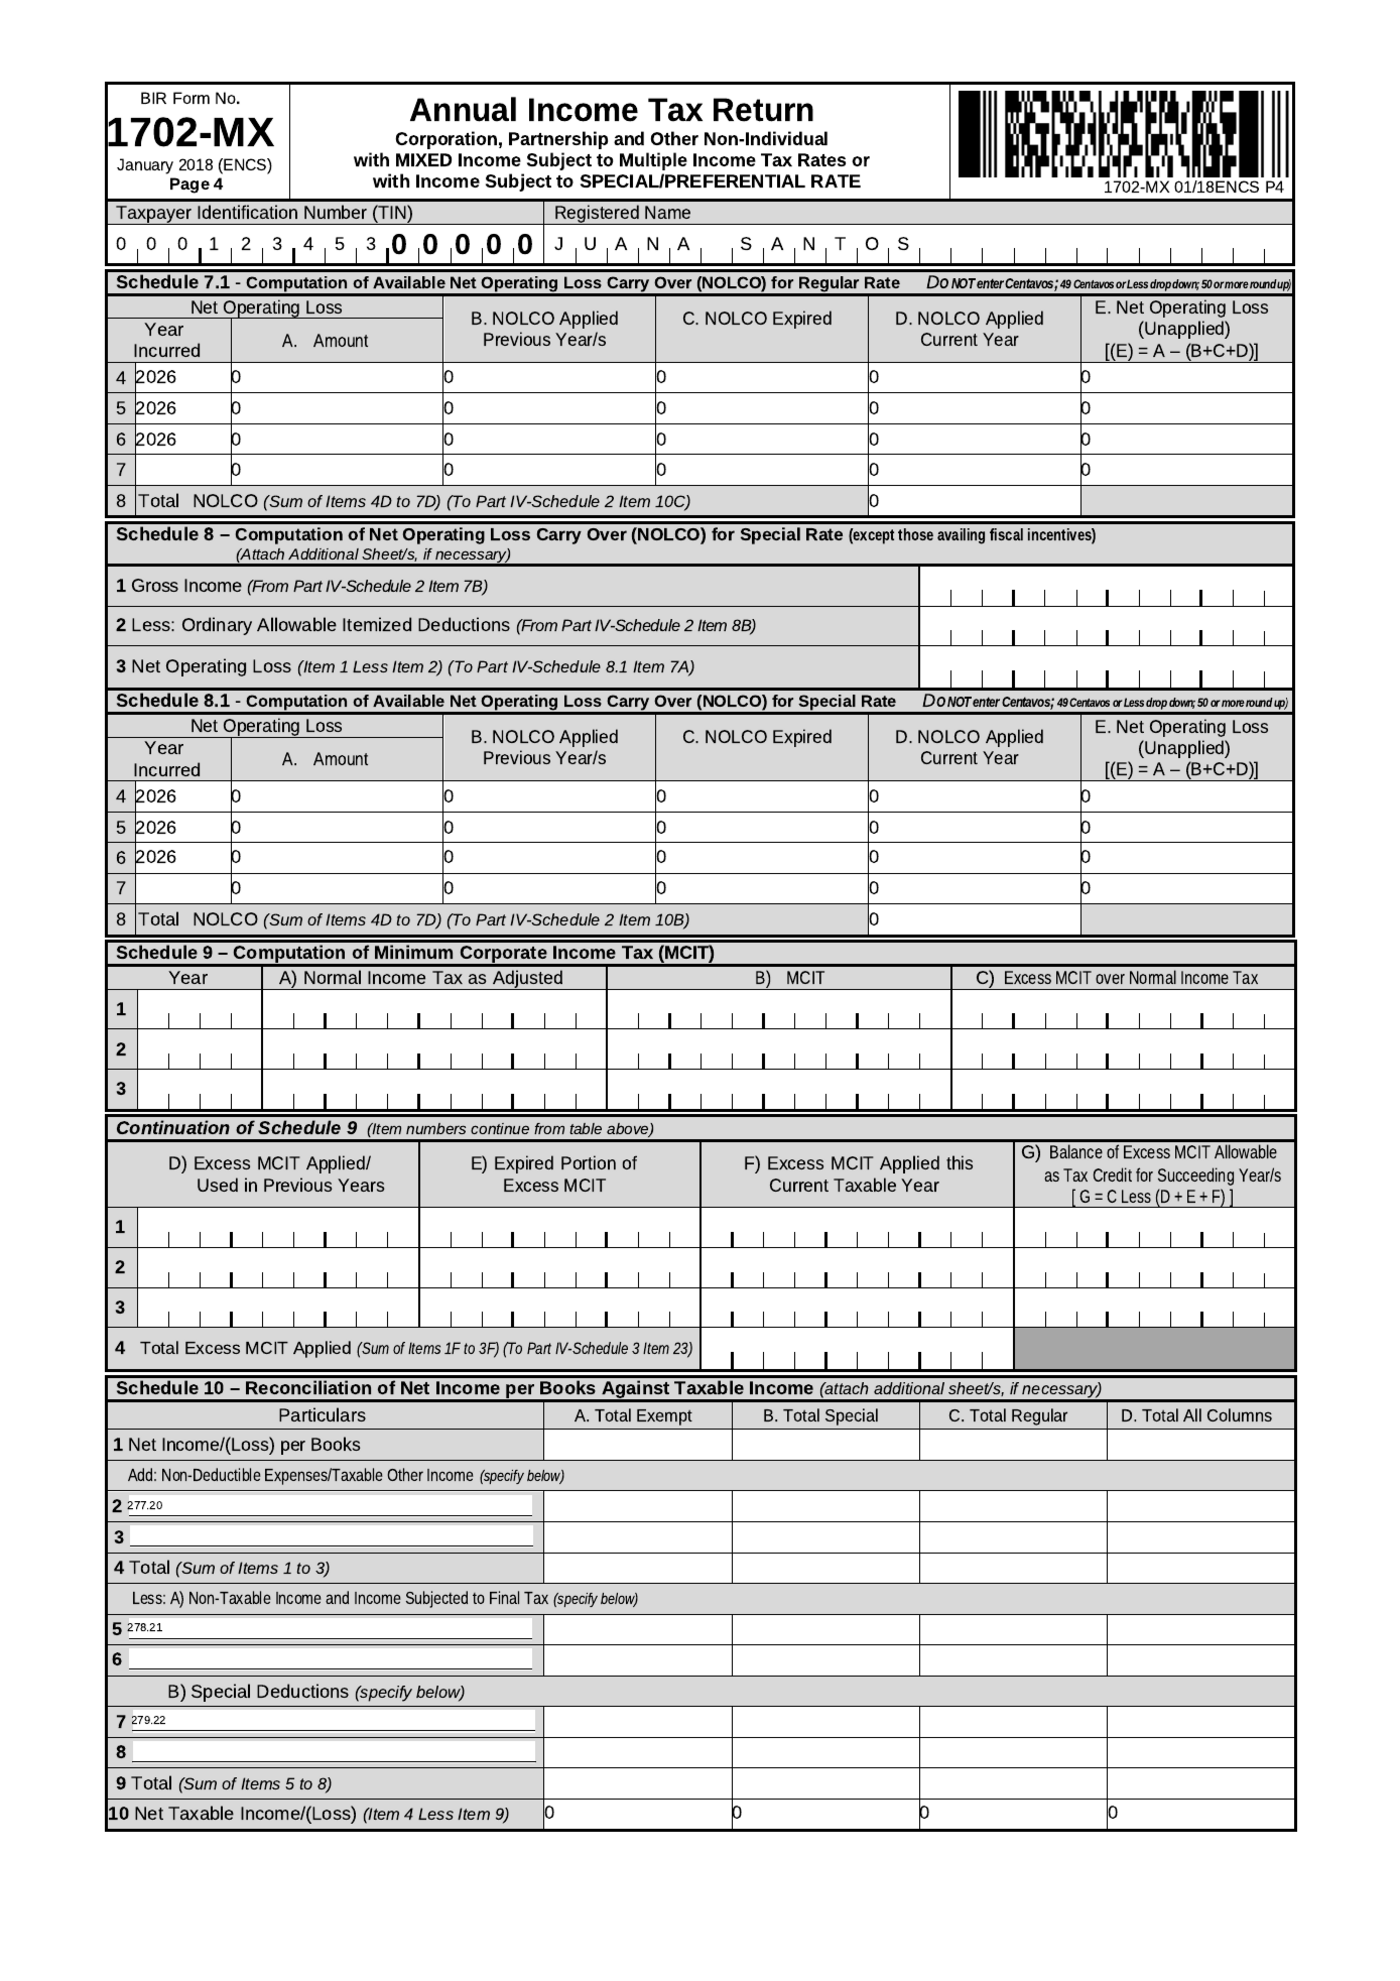 BIR Form No.
1702-MX
January 2018 (ENCS)
Page 4
Annual Income Tax Return
Corporation, Partnership and Other Non-Individual
with MIXED Income Subject to Multiple Income Tax Rates or
with Income Subject to SPECIAL/PREFERENTIAL RATE
1702-MX 01/18ENCS P4
Taxpayer Identification Number (TIN) Registered Name
0 0 0 1 2 3 4 5 3 0 0 0 0 0 J U A N A S A N T O S
Schedule 7.1 - Computation of Available Net Operating Loss Carry Over (NOLCO) for Regular Rate DO NOT enter Centavos; 49 Centavos or Less drop down; 50 or more round up)
Net Operating Loss
Year Incurred
A. Amount
B. NOLCO Applied Previous Year/s
C. NOLCO Expired
D. NOLCO Applied Current Year
E. Net Operating Loss (Unapplied) [(E) = A – (B+C+D)]
4 2026 0 0 0 0 0
5 2026 0 0 0 0 0
6 2026 0 0 0 0 0
7 0 0 0 0 0
8 Total NOLCO (Sum of Items 4D to 7D) (To Part IV-Schedule 2 Item 10C) 0
Schedule 8 – Computation of Net Operating Loss Carry Over (NOLCO) for Special Rate (except those availing fiscal incentives)
(Attach Additional Sheet/s, if necessary)
1 Gross Income (From Part IV-Schedule 2 Item 7B)
2 Less: Ordinary Allowable Itemized Deductions (From Part IV-Schedule 2 Item 8B)
3 Net Operating Loss (Item 1 Less Item 2) (To Part IV-Schedule 8.1 Item 7A)
Schedule 8.1 - Computation of Available Net Operating Loss Carry Over (NOLCO) for Special Rate DO NOT enter Centavos; 49 Centavos or Less drop down; 50 or more round up)
Net Operating Loss
Year Incurred
A. Amount
B. NOLCO Applied Previous Year/s
C. NOLCO Expired
D. NOLCO Applied Current Year
E. Net Operating Loss (Unapplied) [(E) = A – (B+C+D)]
4 2026 0 0 0 0 0
5 2026 0 0 0 0 0
6 2026 0 0 0 0 0
7 0 0 0 0 0
8 Total NOLCO (Sum of Items 4D to 7D) (To Part IV-Schedule 2 Item 10B) 0
Schedule 9 – Computation of Minimum Corporate Income Tax (MCIT)
Year A) Normal Income Tax as Adjusted B) MCIT C) Excess MCIT over Normal Income Tax
1
2
3
Continuation of Schedule 9 (Item numbers continue from table above)
D) Excess MCIT Applied/ Used in Previous Years
E) Expired Portion of Excess MCIT
F) Excess MCIT Applied this Current Taxable Year
G) Balance of Excess MCIT Allowable as Tax Credit for Succeeding Year/s [ G = C Less (D + E + F) ]
1
2
3
4 Total Excess MCIT Applied (Sum of Items 1F to 3F) (To Part IV-Schedule 3 Item 23)
Schedule 10 – Reconciliation of Net Income per Books Against Taxable Income (attach additional sheet/s, if necessary)
Particulars A. Total Exempt B. Total Special C. Total Regular D. Total All Columns
1 Net Income/(Loss) per Books
Add: Non-Deductible Expenses/Taxable Other Income (specify below)
2 277.20
3
4 Total (Sum of Items 1 to 3)
Less: A) Non-Taxable Income and Income Subjected to Final Tax (specify below)
5 278.21
6
B) Special Deductions (specify below)
7 279.22
8
9 Total (Sum of Items 5 to 8)
10 Net Taxable Income/(Loss) (Item 4 Less Item 9) 0 0 0 0